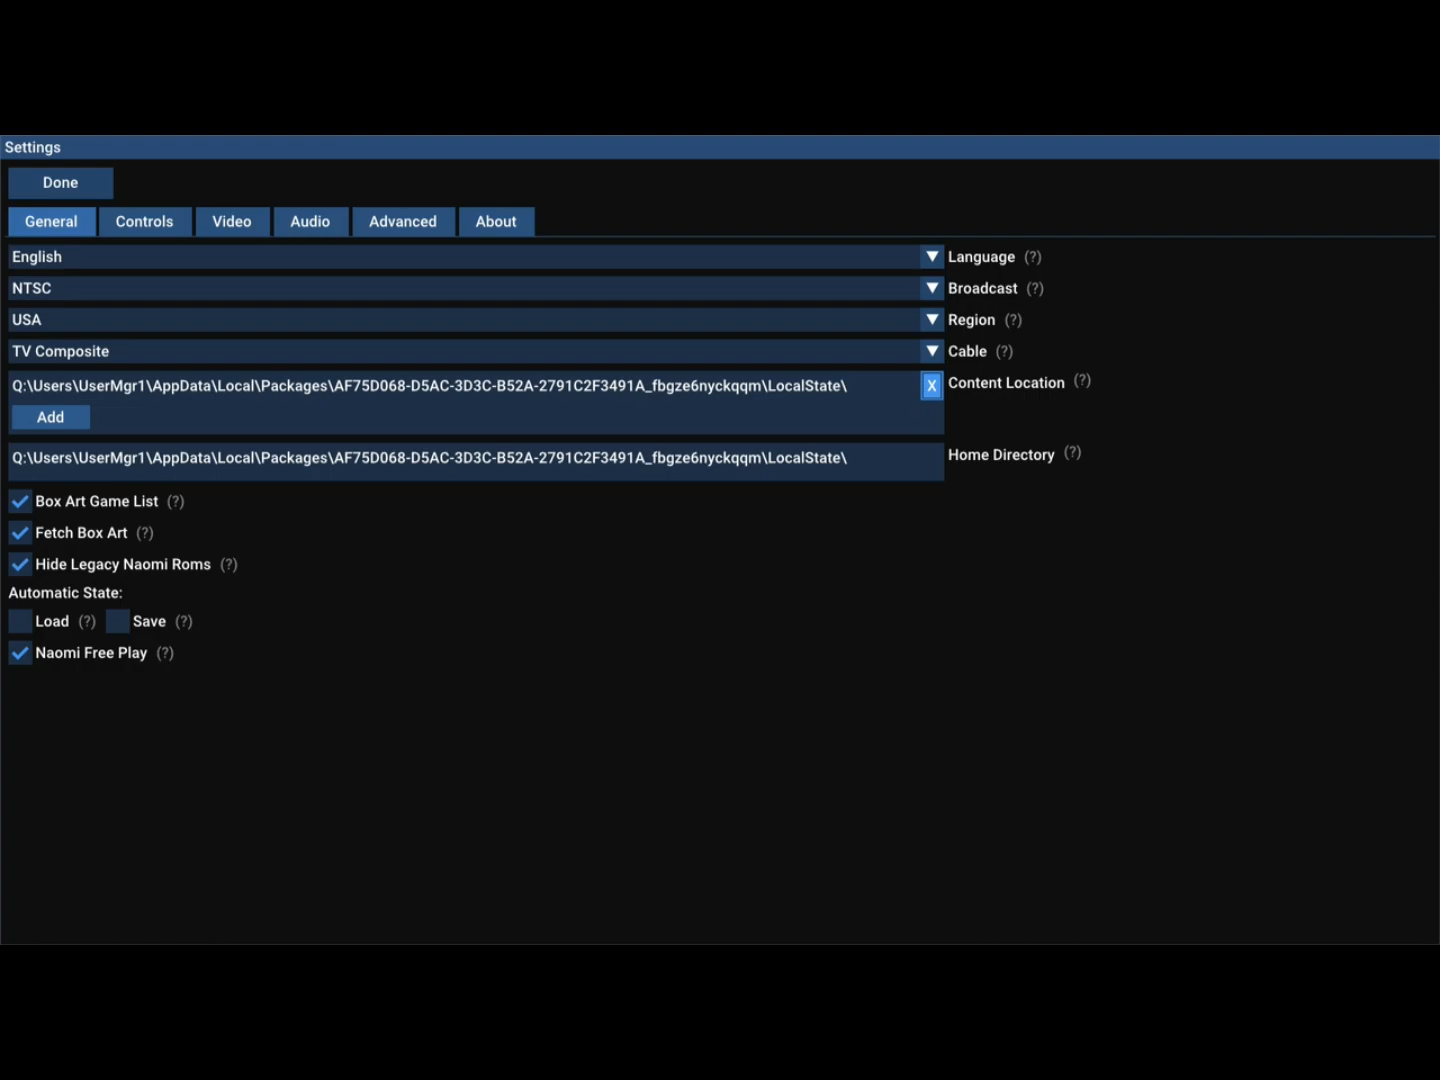 Settings
Done
General Controls Video Audio Advanced About
English Language (?)
NTSC Broadcast (?)
USA Region (?)
TV Composite Cable (?)
Q:\Users\UserMgr1\AppData\Local\Packages\AF75D068-D5AC-3D3C-B52A-2791C2F3491A_fbgze6nyckqqm\LocalState\ X Content Location (?)
Add
Q:\Users\UserMgr1\AppData\Local\Packages\AF75D068-D5AC-3D3C-B52A-2791C2F3491A_fbgze6nyckqqm\LocalState\ Home Directory (?)
Box Art Game List (?)
Fetch Box Art (?)
Hide Legacy Naomi Roms (?)
Automatic State:
Load (?) Save (?)
Naomi Free Play (?)